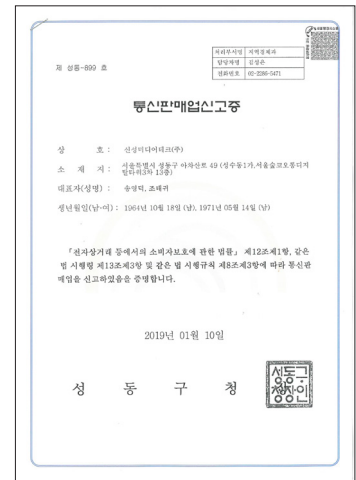 처리부서명 지역경제과
담당자명 김정은
전화번호 02-2286-5471
제 성동-899 호
통신판매업신고증
상 호 : 신성미디어테크(주)
소 재 지 : 서울특별시 성동구 아차산로 49 (성수동1가,서울숲코오롱디지
털타워3차 13층)
대표자(성명) : 송영덕, 조태귀
생년월일(남·여) : 1964년 10월 18일 (남), 1971년 05월 14일 (남)
『전자상거래 등에서의 소비자보호에 관한 법률』 제12조제1항, 같은
법 시행령 제13조제3항 및 같은 법 시행규칙 제8조제3항에 따라 통신판
매업을 신고하였음을 증명합니다.
2019년 01월 10일
성 동 구 청
성동구
청장인